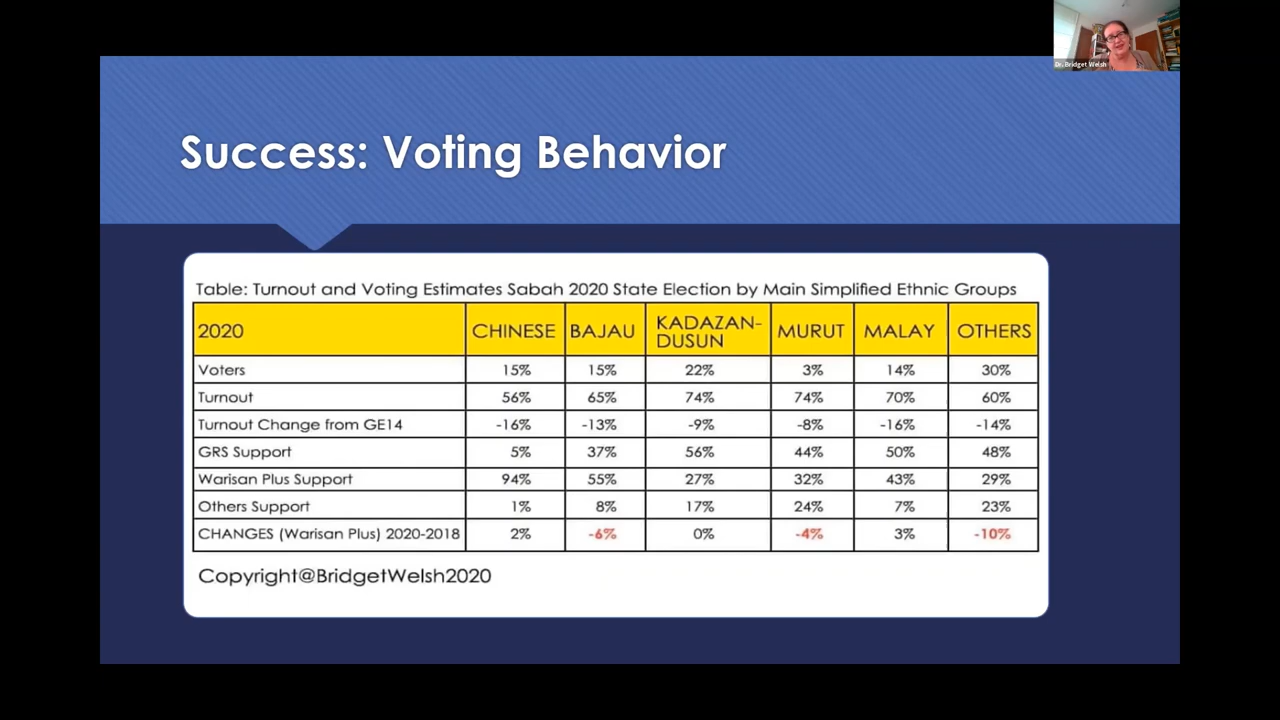 Dr. Bridget Welsh
Success: Voting Behavior
Table: Turnout and Voting Estimates Sabah 2020 State Election by Main Simplified Ethnic Groups
2020 CHINESE BAJAU KADAZAN-DUSUN MURUT MALAY OTHERS
Voters 15% 15% 22% 3% 14% 30%
Turnout 56% 65% 74% 74% 70% 60%
Turnout Change from GE14 -16% -13% -9% -8% -16% -14%
GRS Support 5% 37% 56% 44% 50% 48%
Warisan Plus Support 94% 55% 27% 32% 43% 29%
Others Support 1% 8% 17% 24% 7% 23%
CHANGES (Warisan Plus) 2020-2018 2% -6% 0% -4% 3% -10%
Copyright@BridgetWelsh2020